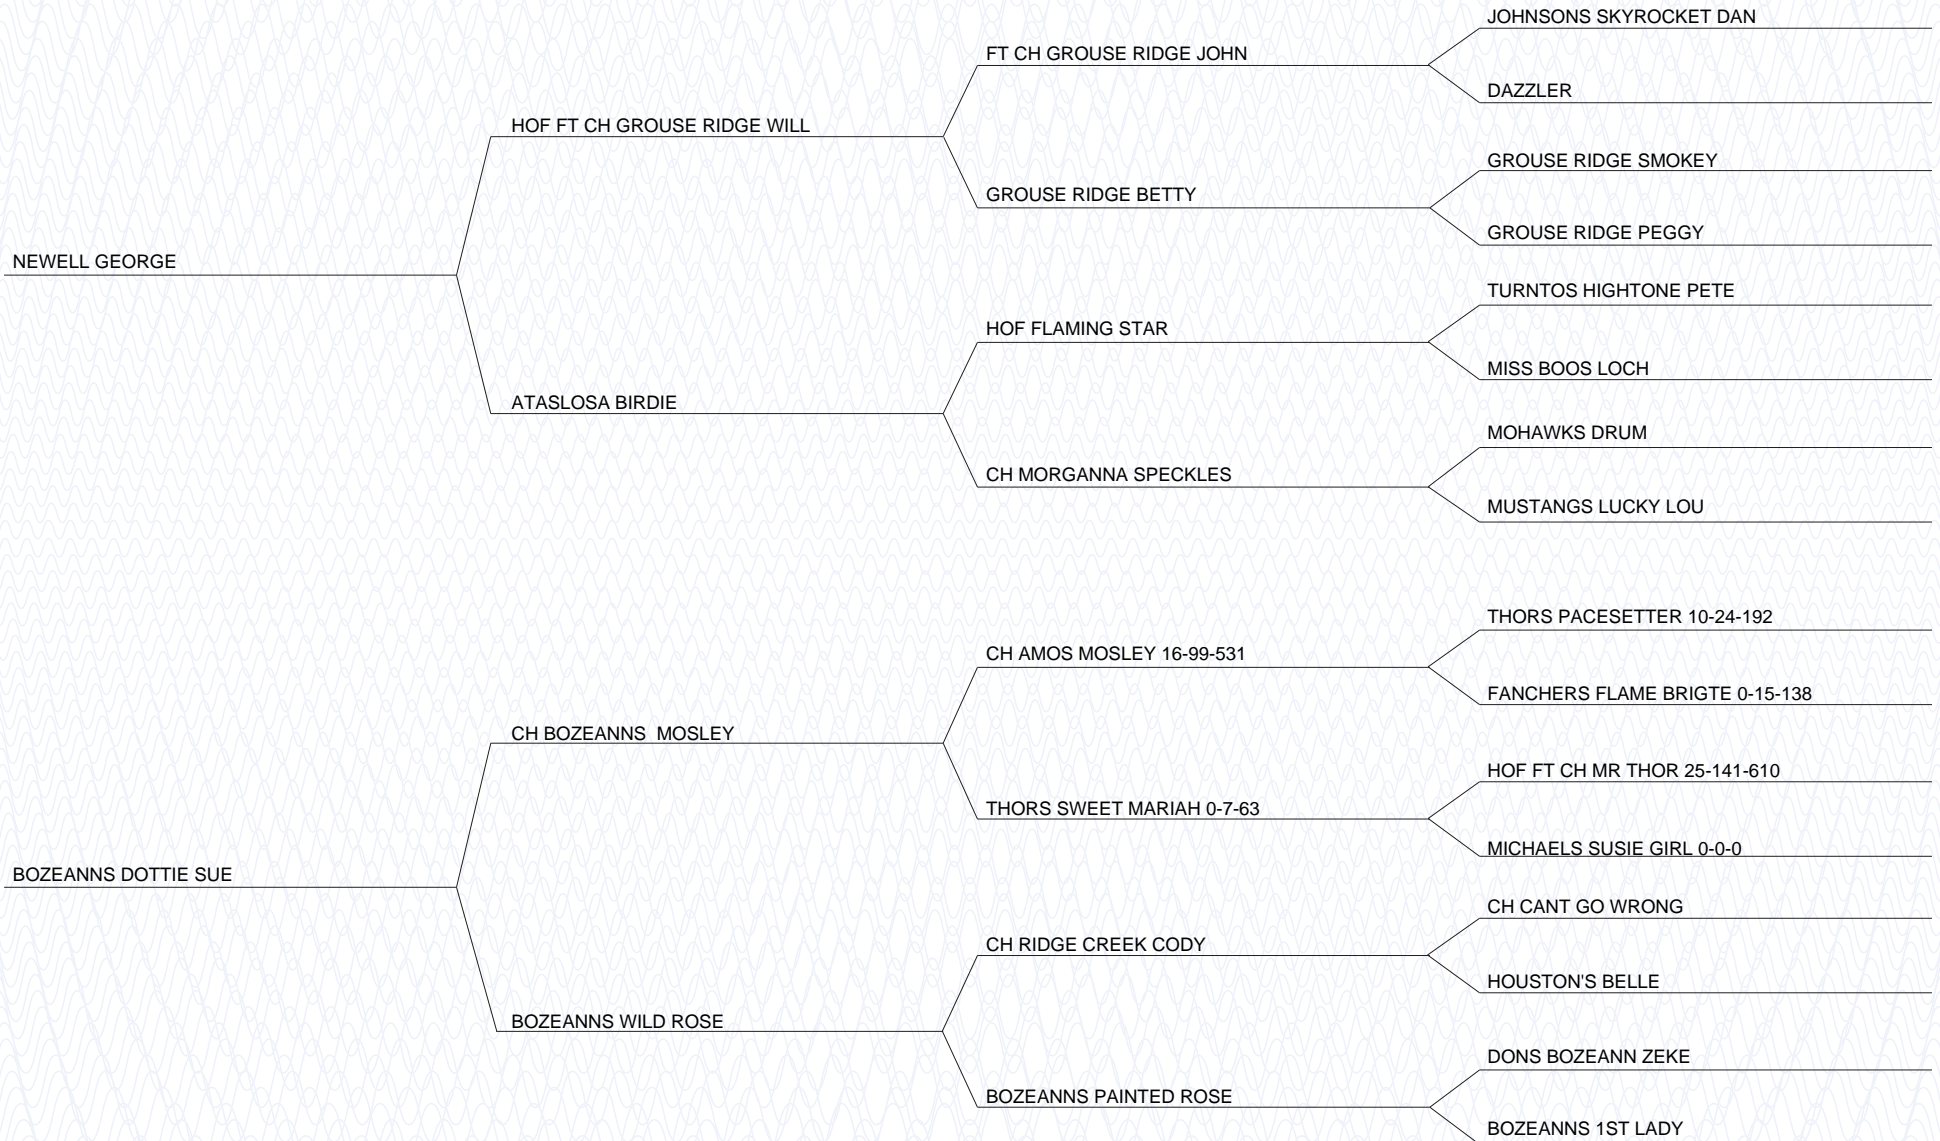 JOHNSONS SKYROCKET DAN
FT CH GROUSE RIDGE JOHN
DAZZLER
HOF FT CH GROUSE RIDGE WILL
GROUSE RIDGE SMOKEY
GROUSE RIDGE BETTY
GROUSE RIDGE PEGGY
NEWELL GEORGE
TURNTOS HIGHTONE PETE
HOF FLAMING STAR
MISS BOOS LOCH
ATASLOSA BIRDIE
MOHAWKS DRUM
CH MORGANNA SPECKLES
MUSTANGS LUCKY LOU
THORS PACESETTER 10-24-192
CH AMOS MOSLEY 16-99-531
FANCHERS FLAME BRIGTE 0-15-138
CH BOZEANNS  MOSLEY
HOF FT CH MR THOR 25-141-610
THORS SWEET MARIAH 0-7-63
MICHAELS SUSIE GIRL 0-0-0
BOZEANNS DOTTIE SUE
CH CANT GO WRONG
CH RIDGE CREEK CODY
HOUSTON'S BELLE
BOZEANNS WILD ROSE
DONS BOZEANN ZEKE
BOZEANNS PAINTED ROSE
BOZEANNS 1ST LADY